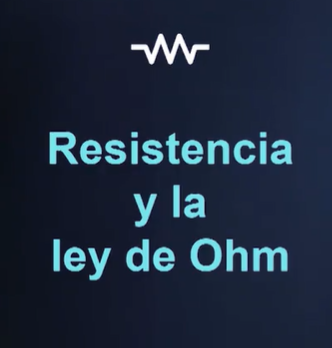 Resistencia
y la
ley de Ohm